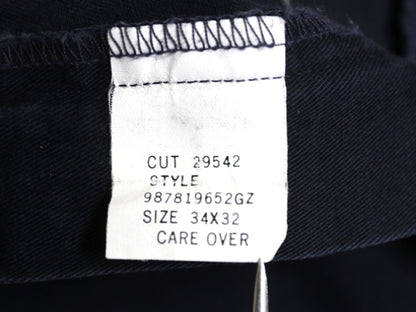 CUT 29542
STYLE
987819652GZ
SIZE 34X32
CARE OVER